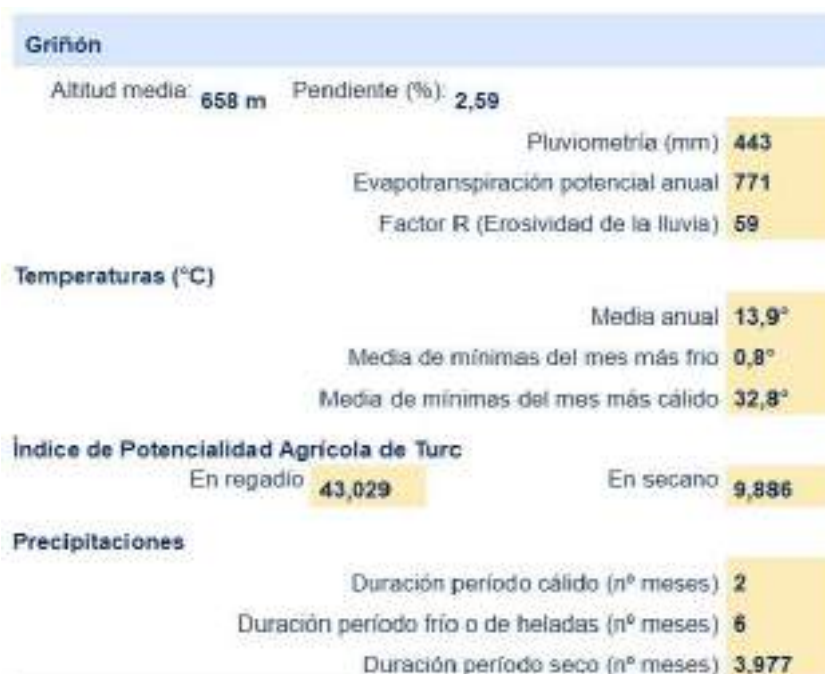 Griñón
Altitud media: 658 m Pendiente (%): 2,59
Pluviometría (mm) 443
Evapotranspiración potencial anual 771
Factor R (Erosividad de la lluvia) 59
Temperaturas (°C)
Media anual 13,9°
Media de mínimas del mes más frio 0,8°
Media de mínimas del mes más cálido 32,8°
Índice de Potencialidad Agrícola de Turc
En regadío 43,029 En secano 9,886
Precipitaciones
Duración período cálido (nº meses) 2
Duración período frío o de heladas (nº meses) 6
Duración período seco (nº meses) 3,977